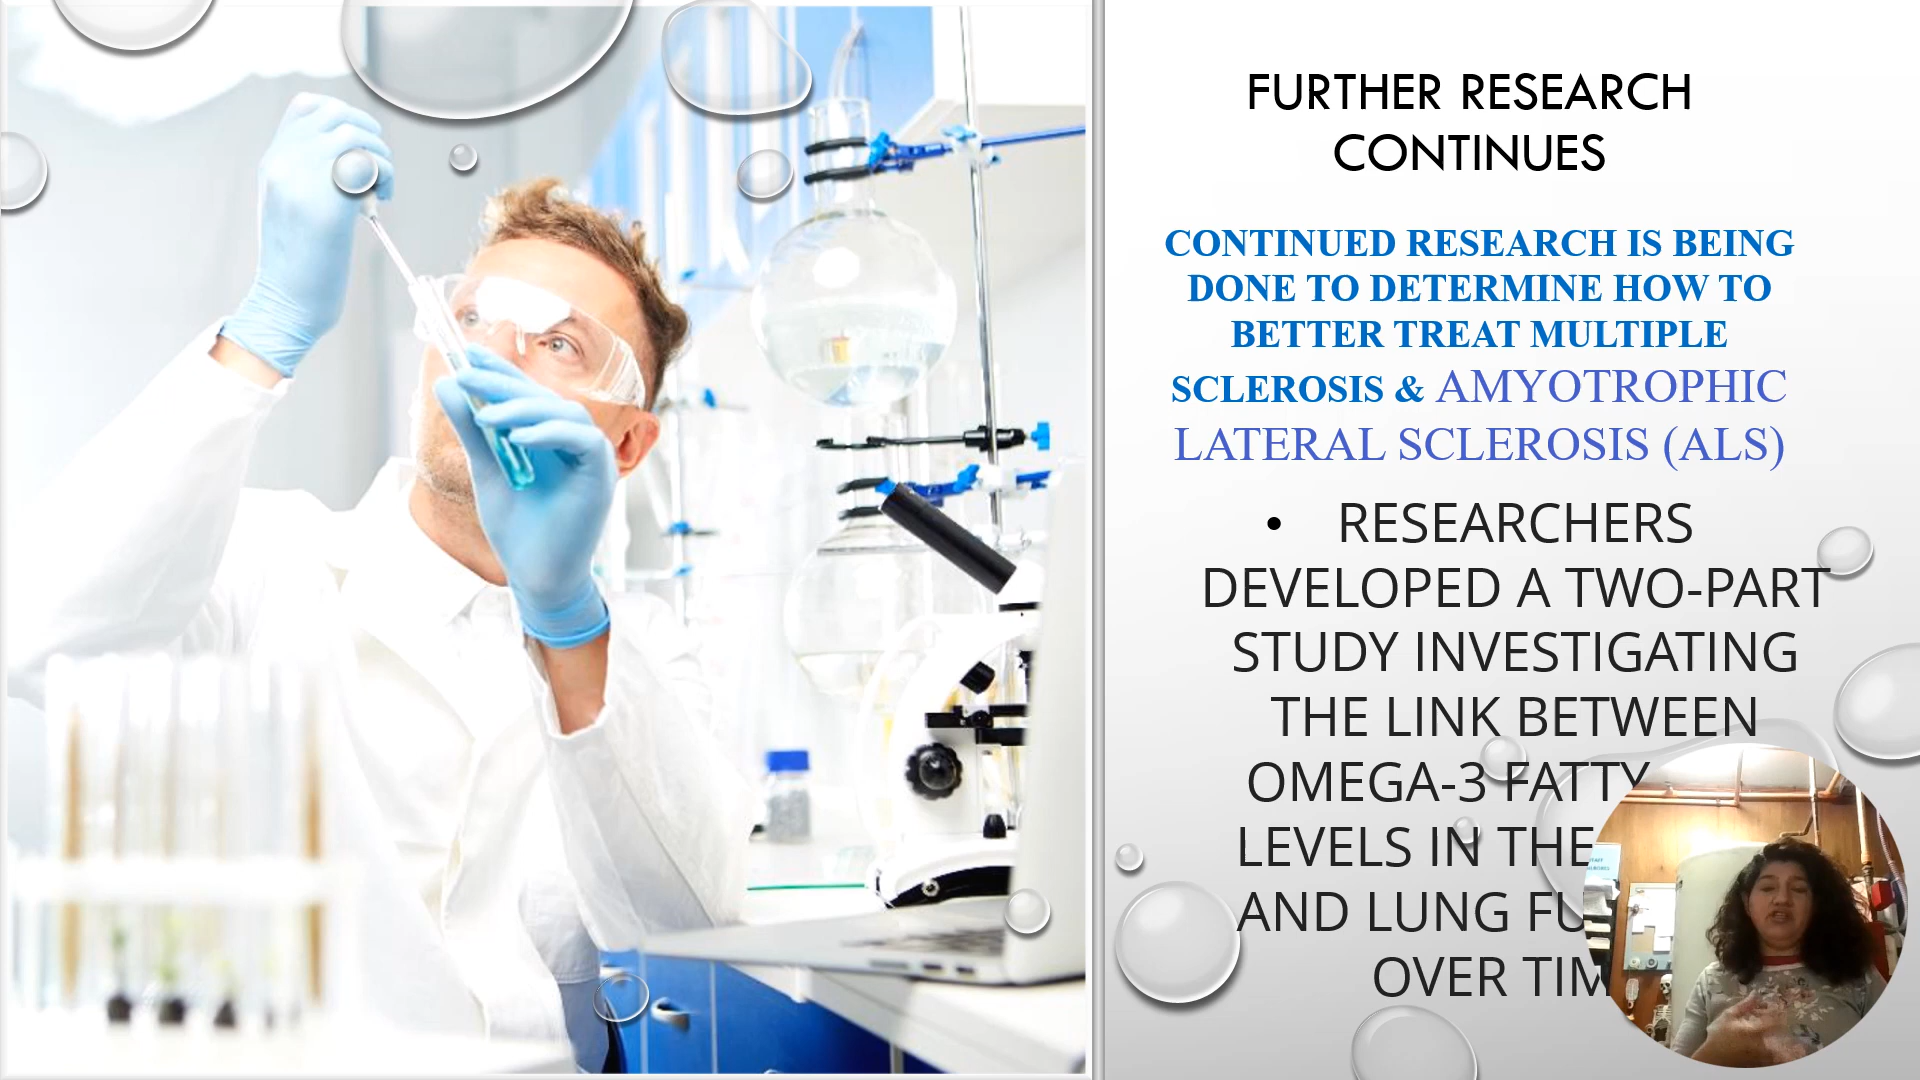 FURTHER RESEARCH
CONTINUES
CONTINUED RESEARCH IS BEING
DONE TO DETERMINE HOW TO
BETTER TREAT MULTIPLE
SCLEROSIS & AMYOTROPHIC
LATERAL SCLEROSIS (ALS)
• RESEARCHERS
DEVELOPED A TWO-PART
STUDY INVESTIGATING
THE LINK BETWEEN
OMEGA-3 FATTY
LEVELS IN THE
AND LUNG
OVER